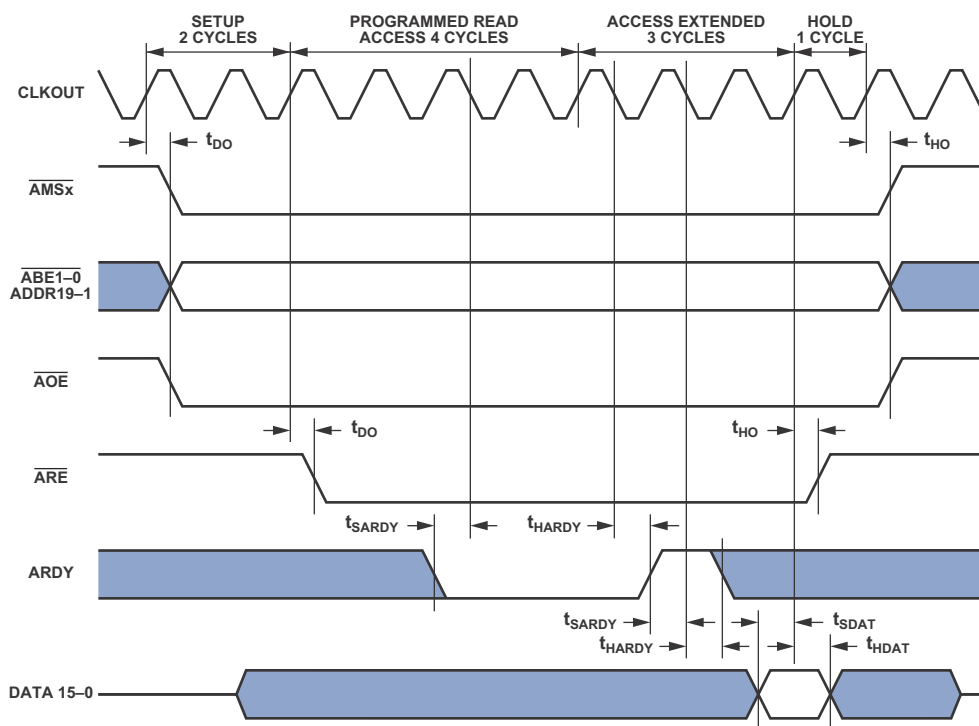 SETUP
2 CYCLES
PROGRAMMED READ
ACCESS 4 CYCLES
ACCESS EXTENDED
3 CYCLES
HOLD
1 CYCLE
CLKOUT
tDO
tHO
AMSx
ABE1–0
ADDR19–1
AOE
tDO
tHO
ARE
tSARDY
tHARDY
ARDY
tSARDY
tSDAT
tHARDY
tHDAT
DATA 15–0